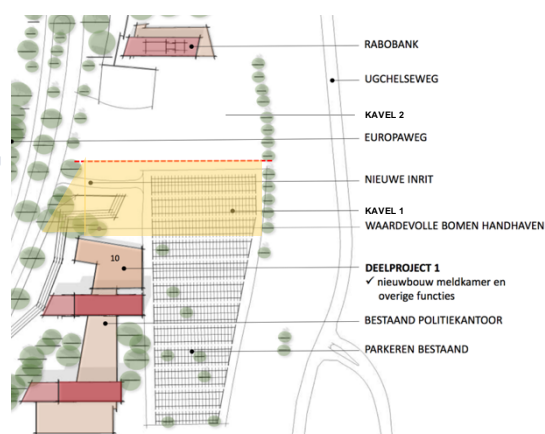 RABOBANK
UGCHELSEWEG
KAVEL 2
EUROPAWEG
NIEUWE INRIT
KAVEL 1
WAARDEVOLLE BOMEN HANDHAVEN
10
DEELPROJECT 1
✓ nieuwbouw meldkamer en
overige functies
BESTAAND POLITIEKANTOOR
PARKEREN BESTAAND